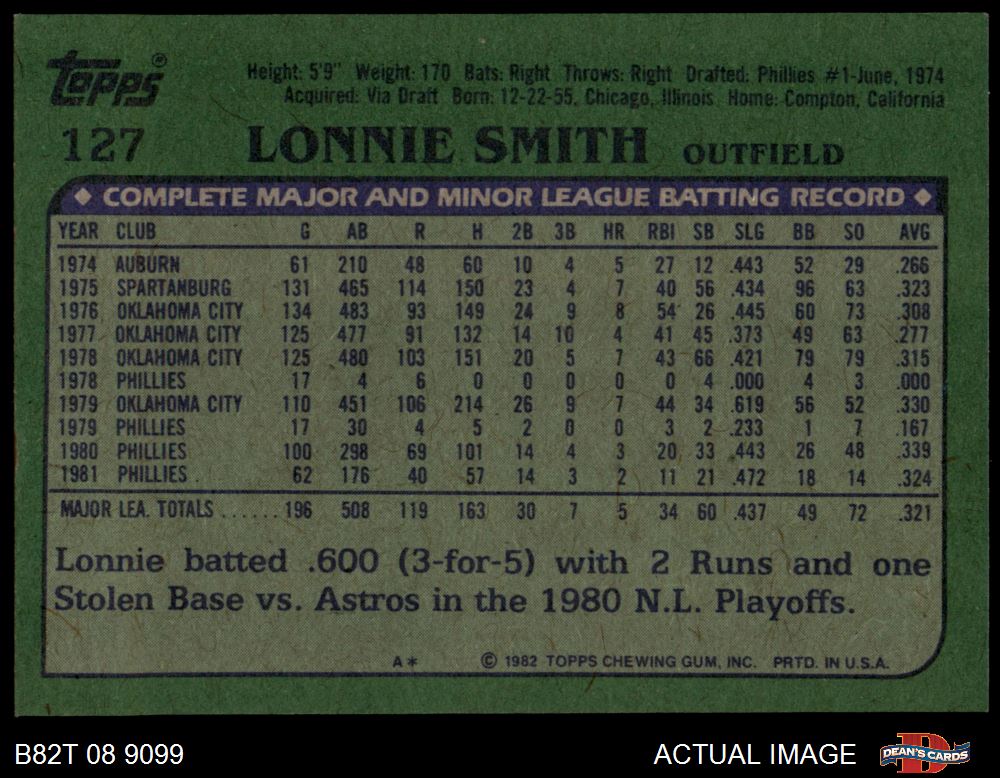 Topps®
Height: 5'9" Weight: 170 Bats: Right Throws: Right Drafted: Phillies #1-June, 1974
Acquired: Via Draft Born: 12-22-55, Chicago, Illinois Home: Compton, California
127 LONNIE SMITH OUTFIELD
◆ COMPLETE MAJOR AND MINOR LEAGUE BATTING RECORD ◆
YEAR CLUB G AB R H 2B 3B HR RBI SB SLG BB SO AVG
1974 AUBURN 61 210 48 60 10 4 5 27 12 .443 52 29 .266
1975 SPARTANBURG 131 465 114 150 23 4 7 40 56 .434 96 63 .323
1976 OKLAHOMA CITY 134 483 93 149 24 9 8 54 26 .445 60 73 .308
1977 OKLAHOMA CITY 125 477 91 132 14 10 4 41 45 .373 49 63 .277
1978 OKLAHOMA CITY 125 480 103 151 20 5 7 43 66 .421 79 79 .315
1978 PHILLIES 17 4 6 0 0 0 0 0 4 .000 4 3 .000
1979 OKLAHOMA CITY 110 451 106 214 26 9 7 44 34 .619 56 52 .330
1979 PHILLIES 17 30 4 5 2 0 0 3 2 .233 1 7 .167
1980 PHILLIES 100 298 69 101 14 4 3 20 33 .443 26 48 .339
1981 PHILLIES 62 176 40 57 14 3 2 11 21 .472 18 14 .324
MAJOR LEA. TOTALS ...... 196 508 119 163 30 7 5 34 60 .437 49 72 .321
Lonnie batted .600 (3-for-5) with 2 Runs and one
Stolen Base vs. Astros in the 1980 N.L. Playoffs.
A* © 1982 TOPPS CHEWING GUM, INC. PRTD. IN U.S.A.
B82T 08 9099 ACTUAL IMAGE DEAN'S CARDS